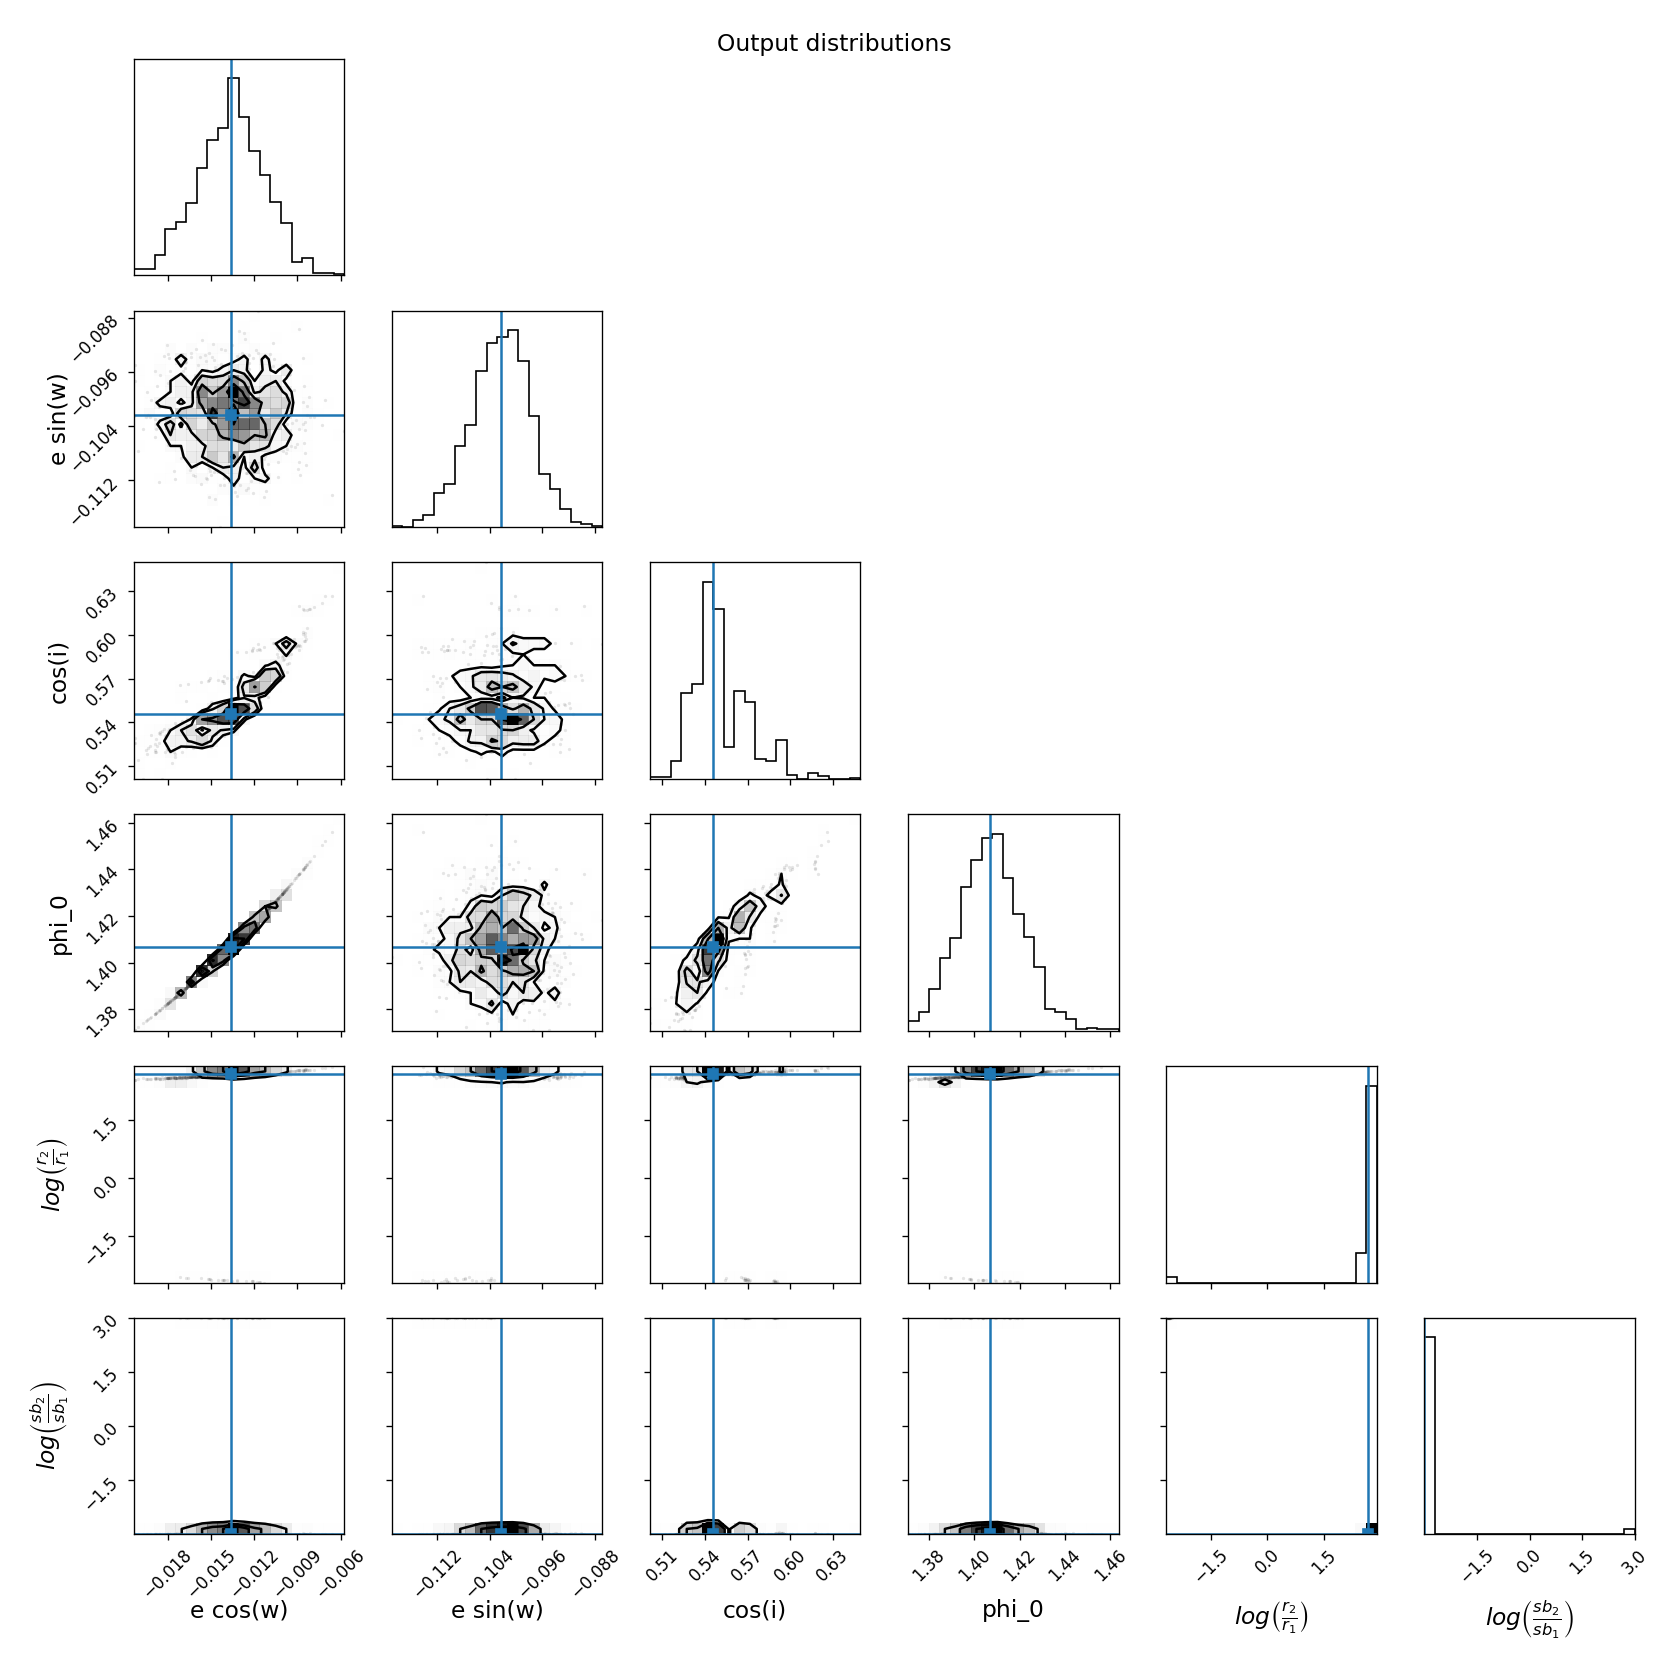 Output distributions
e sin(w)
−0.088
−0.096
−0.104
−0.112
cos(i)
0.63
0.60
0.57
0.54
0.51
phi_0
1.46
1.44
1.42
1.40
1.38
log(r2/r1)
1.5
0.0
−1.5
log(sb2/sb1)
3.0
1.5
0.0
−1.5
−0.018 −0.015 −0.012 −0.009 −0.006 −0.112 −0.104 −0.096 −0.088 0.51 0.54 0.57 0.60 0.63 1.38 1.40 1.42 1.44 1.46 −1.5 0.0 1.5 −1.5 0.0 1.5 3.0
e cos(w) e sin(w) cos(i) phi_0 log(r2/r1) log(sb2/sb1)